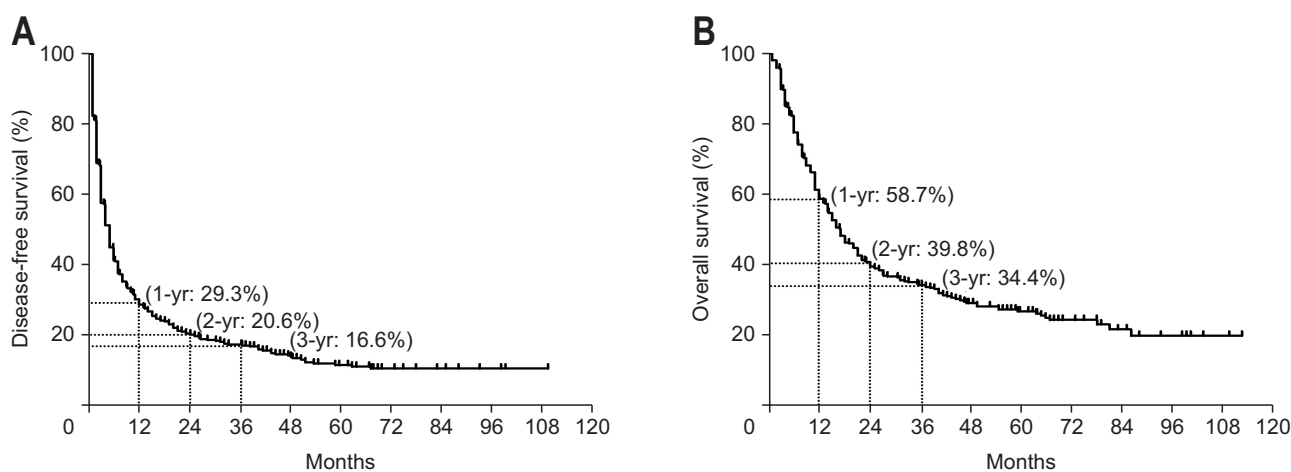 A
Disease-free survival (%)
100
80
60
40
20
0
12
24
36
48
60
72
84
96
108
120
Months
(1-yr: 29.3%)
(2-yr: 20.6%)
(3-yr: 16.6%)
B
Overall survival (%)
100
80
60
40
20
0
12
24
36
48
60
72
84
96
108
120
Months
(1-yr: 58.7%)
(2-yr: 39.8%)
(3-yr: 34.4%)